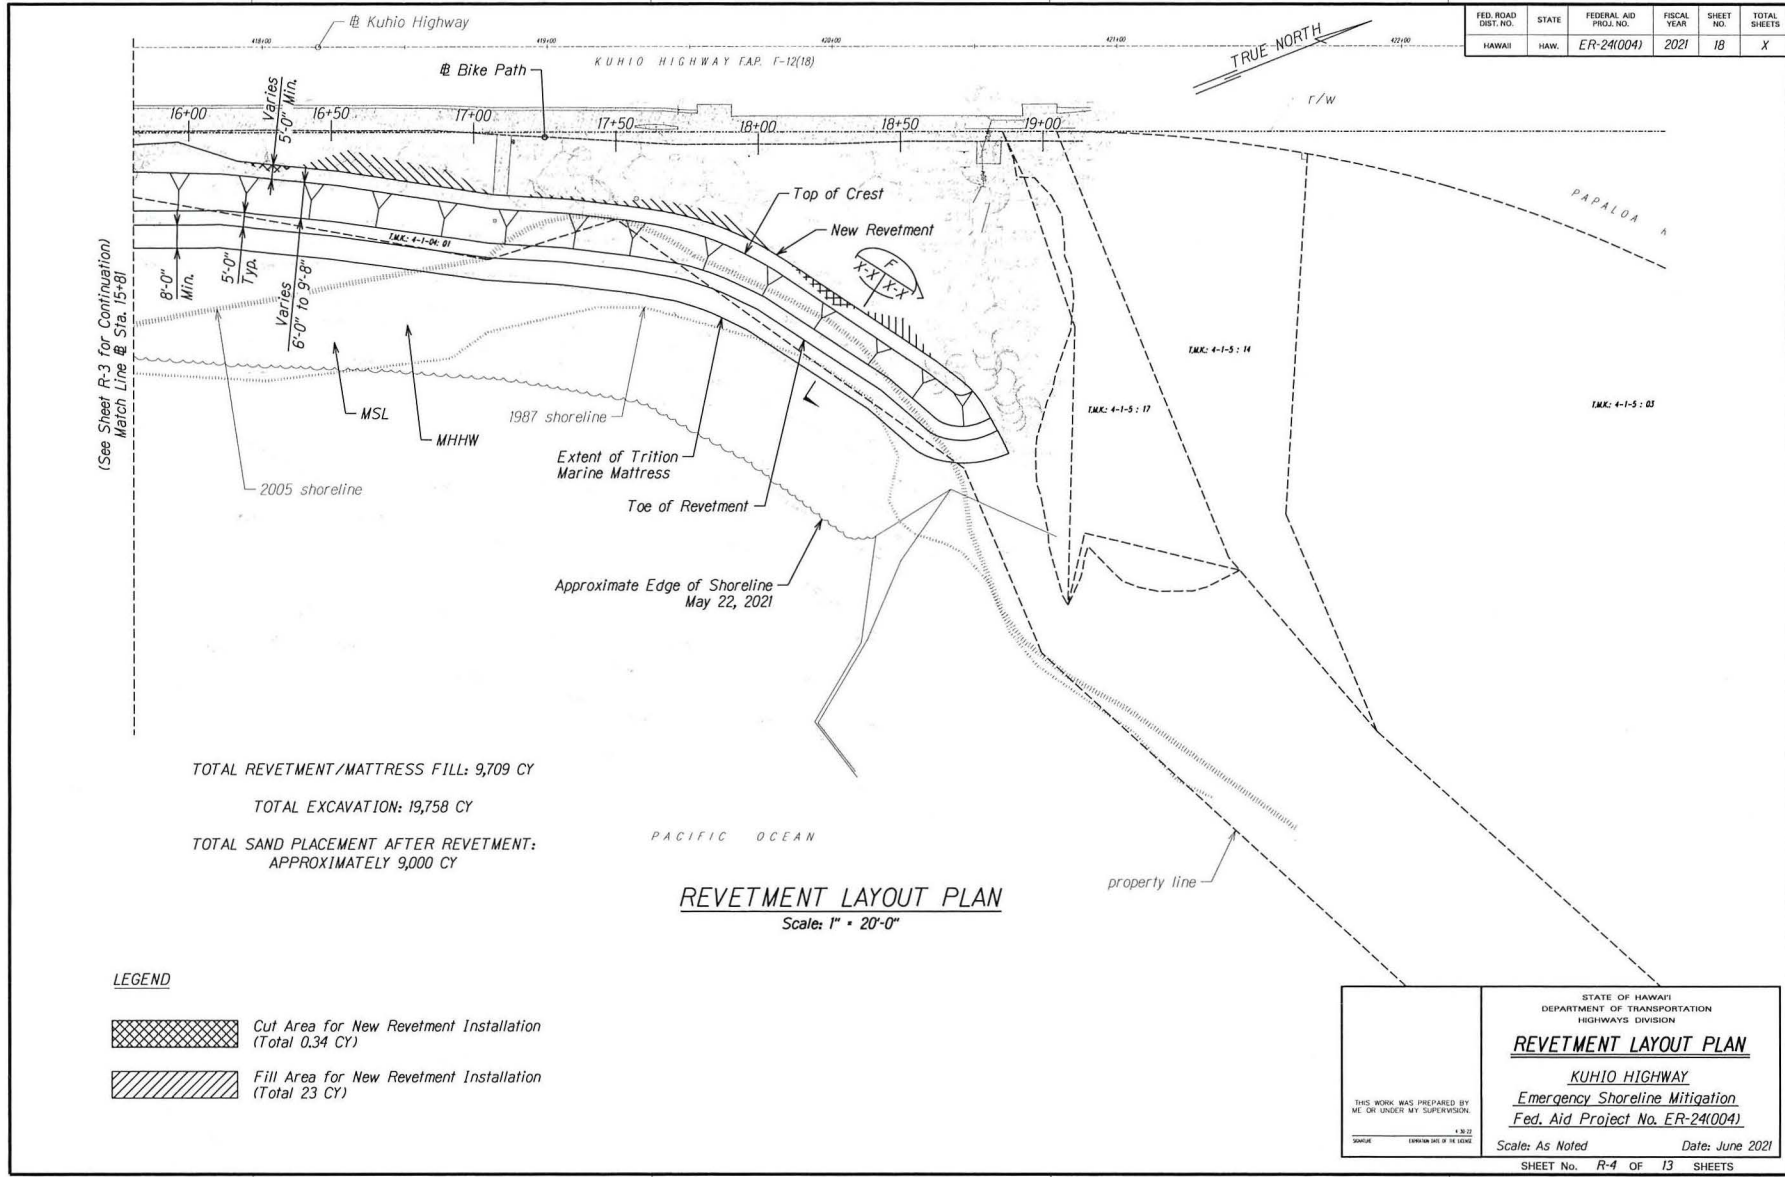 FED. ROAD DIST. NO. STATE FEDERAL AID PROJ. NO. FISCAL YEAR SHEET NO. TOTAL SHEETS
HAWAII HAW. ER-24(004) 2021 18 X
℄ Kuhio Highway
418+00 419+00 420+00 421+00 422+00
KUHIO HIGHWAY F.A.P. F-12(18)
TRUE NORTH
r/w
℄ Bike Path
Varies
5'-0" Min.
16+00 16+50 17+00 17+50 18+00 18+50 19+00
PAPALOA
Top of Crest
New Revetment
F
X-X X-X
T.M.K.: 4-1-04: 01
8'-0"
Min.
5'-0"
Typ.
Varies
6'-0" to 9'-8"
(See Sheet R-3 for Continuation)
Match Line ℄ Sta. 15+81
T.M.K.: 4-1-5 : 14
T.M.K.: 4-1-5 : 17
T.M.K.: 4-1-5 : 03
MSL
MHHW
1987 shoreline
2005 shoreline
Extent of Trition
Marine Mattress
Toe of Revetment
Approximate Edge of Shoreline
May 22, 2021
TOTAL REVETMENT/MATTRESS FILL: 9,709 CY
TOTAL EXCAVATION: 19,758 CY
TOTAL SAND PLACEMENT AFTER REVETMENT:
APPROXIMATELY 9,000 CY
PACIFIC OCEAN
property line
REVETMENT LAYOUT PLAN
Scale: 1" = 20'-0"
LEGEND
Cut Area for New Revetment Installation
(Total 0.34 CY)
Fill Area for New Revetment Installation
(Total 23 CY)
THIS WORK WAS PREPARED BY
ME OR UNDER MY SUPERVISION.
4 30 22
SIGNATURE EXPIRATION DATE OF THE LICENSE
STATE OF HAWAI'I
DEPARTMENT OF TRANSPORTATION
HIGHWAYS DIVISION
REVETMENT LAYOUT PLAN
KUHIO HIGHWAY
Emergency Shoreline Mitigation
Fed. Aid Project No. ER-24(004)
Scale: As Noted Date: June 2021
SHEET No. R-4 OF 13 SHEETS